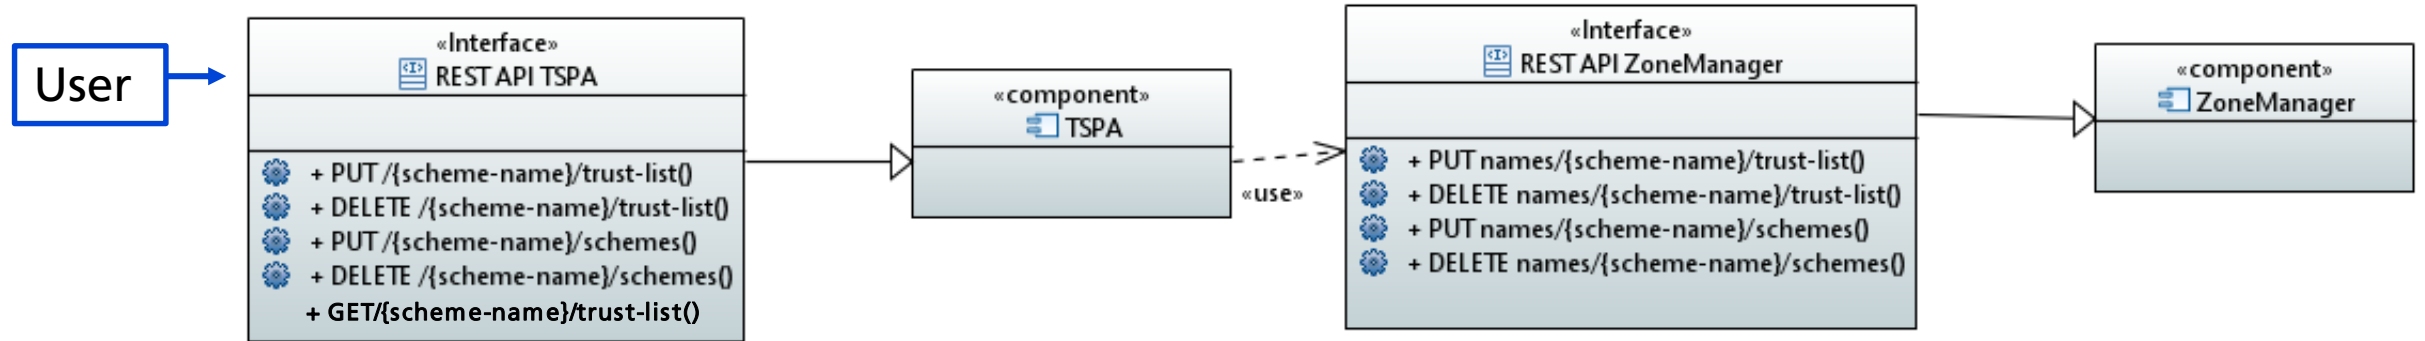 User
«Interface»
REST API TSPA
+ PUT /{scheme-name}/trust-list()
+ DELETE /{scheme-name}/trust-list()
+ PUT /{scheme-name}/schemes()
+ DELETE /{scheme-name}/schemes()
+ GET/{scheme-name}/trust-list()
«component»
TSPA
«use»
«Interface»
REST API ZoneManager
+ PUT names/{scheme-name}/trust-list()
+ DELETE names/{scheme-name}/trust-list()
+ PUT names/{scheme-name}/schemes()
+ DELETE names/{scheme-name}/schemes()
«component»
ZoneManager